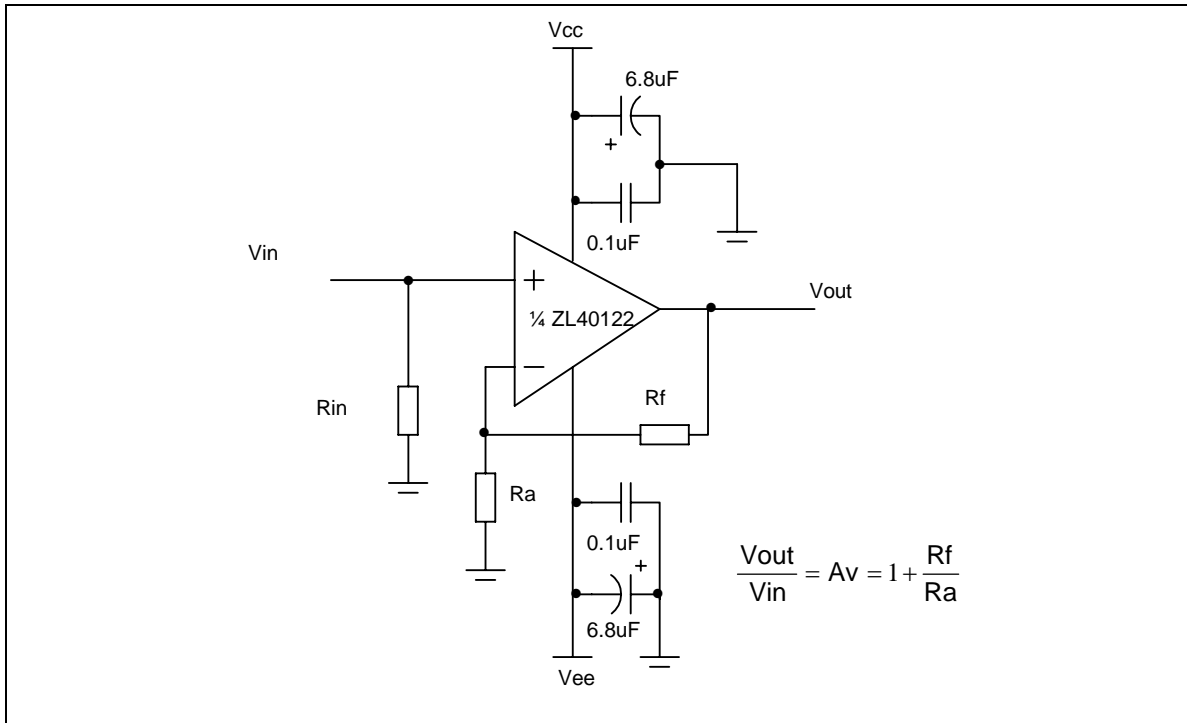 Vcc
6.8uF
+
0.1uF
Vin
+
Vout
¼ ZL40122
−
Rf
Rin
Ra
0.1uF
+
6.8uF
Vee
Vout/Vin = Av = 1 + Rf/Ra